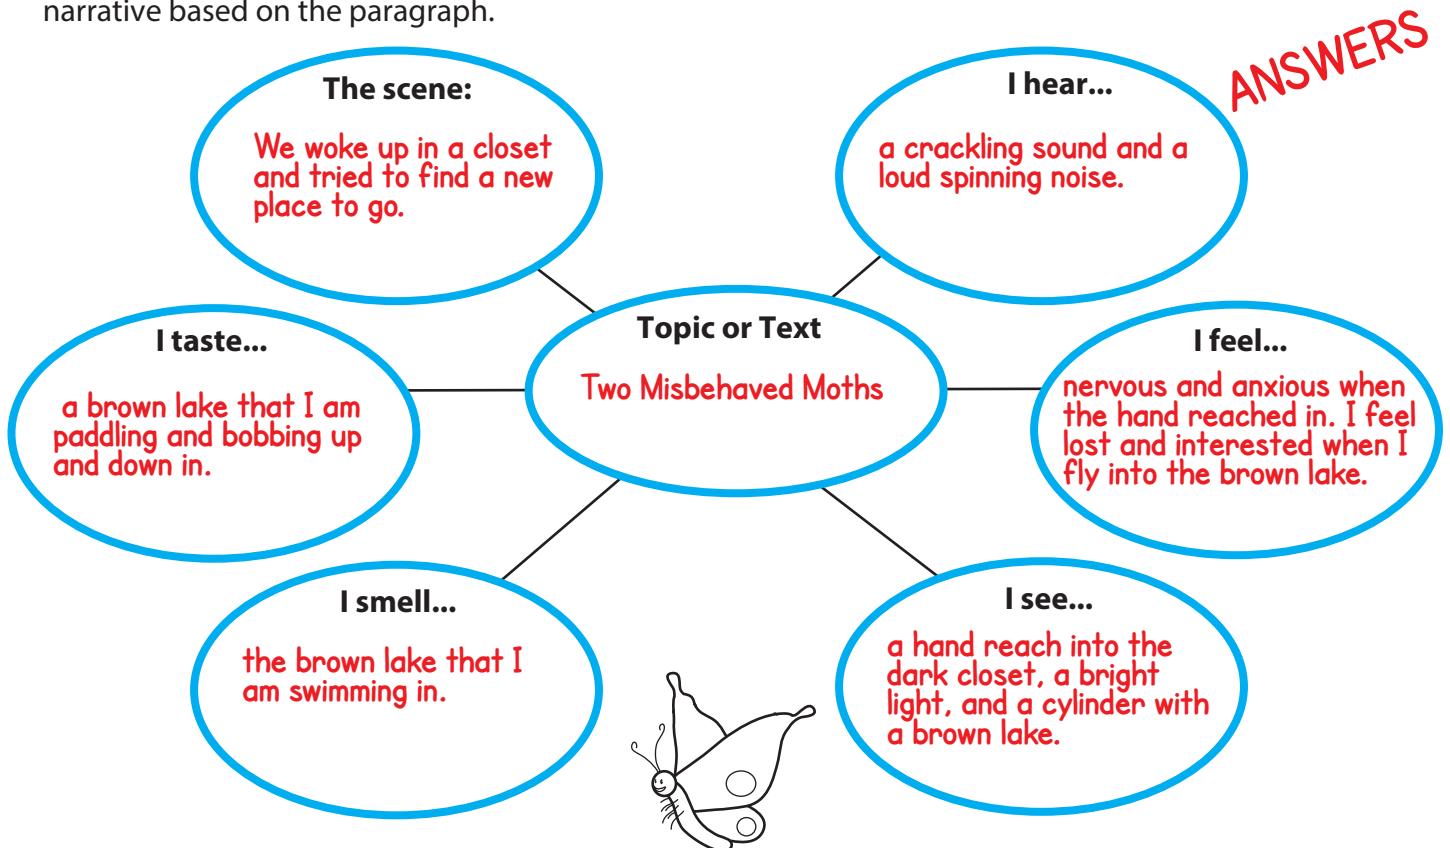 narrative based on the paragraph.
ANSWERS
The scene:
We woke up in a closet
and tried to find a new
place to go.
I hear...
a crackling sound and a
loud spinning noise.
I taste...
a brown lake that I am
paddling and bobbing up
and down in.
Topic or Text
Two Misbehaved Moths
I feel...
nervous and anxious when
the hand reached in. I feel
lost and interested when I
fly into the brown lake.
I smell...
the brown lake that I
am swimming in.
I see...
a hand reach into the
dark closet, a bright
light, and a cylinder with
a brown lake.